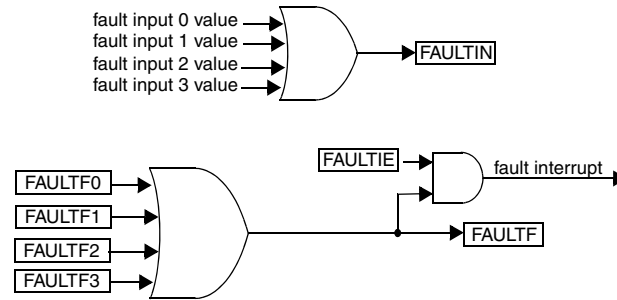 fault input 0 value
fault input 1 value
fault input 2 value
fault input 3 value
FAULTIN
FAULTIE
fault interrupt
FAULTF0
FAULTF1
FAULTF2
FAULTF3
FAULTF